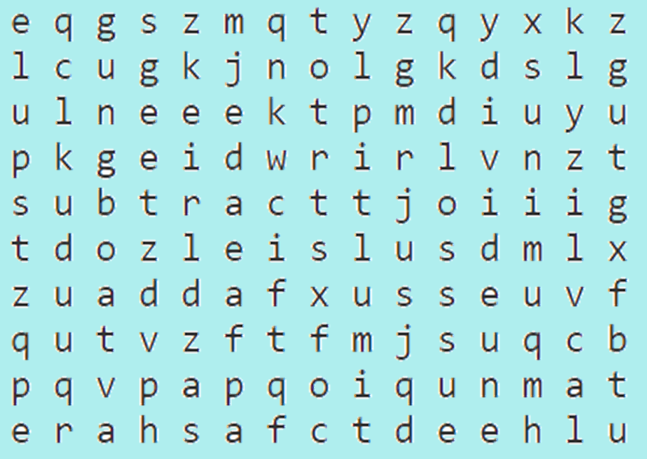 e q g s z m q t y z q y x k z
l c u g k j n o l g k d s l g
u l n e e e k t p m d i u y u
p k g e i d w r i r l v n z t
s u b t r a c t t j o i i i g
t d o z l e i s l u s d m l x
z u a d d a f x u s s e u v f
q u t v z f t f m j s u q c b
p q v p a p q o i q u n m a t
e r a h s a f c t d e e h l u